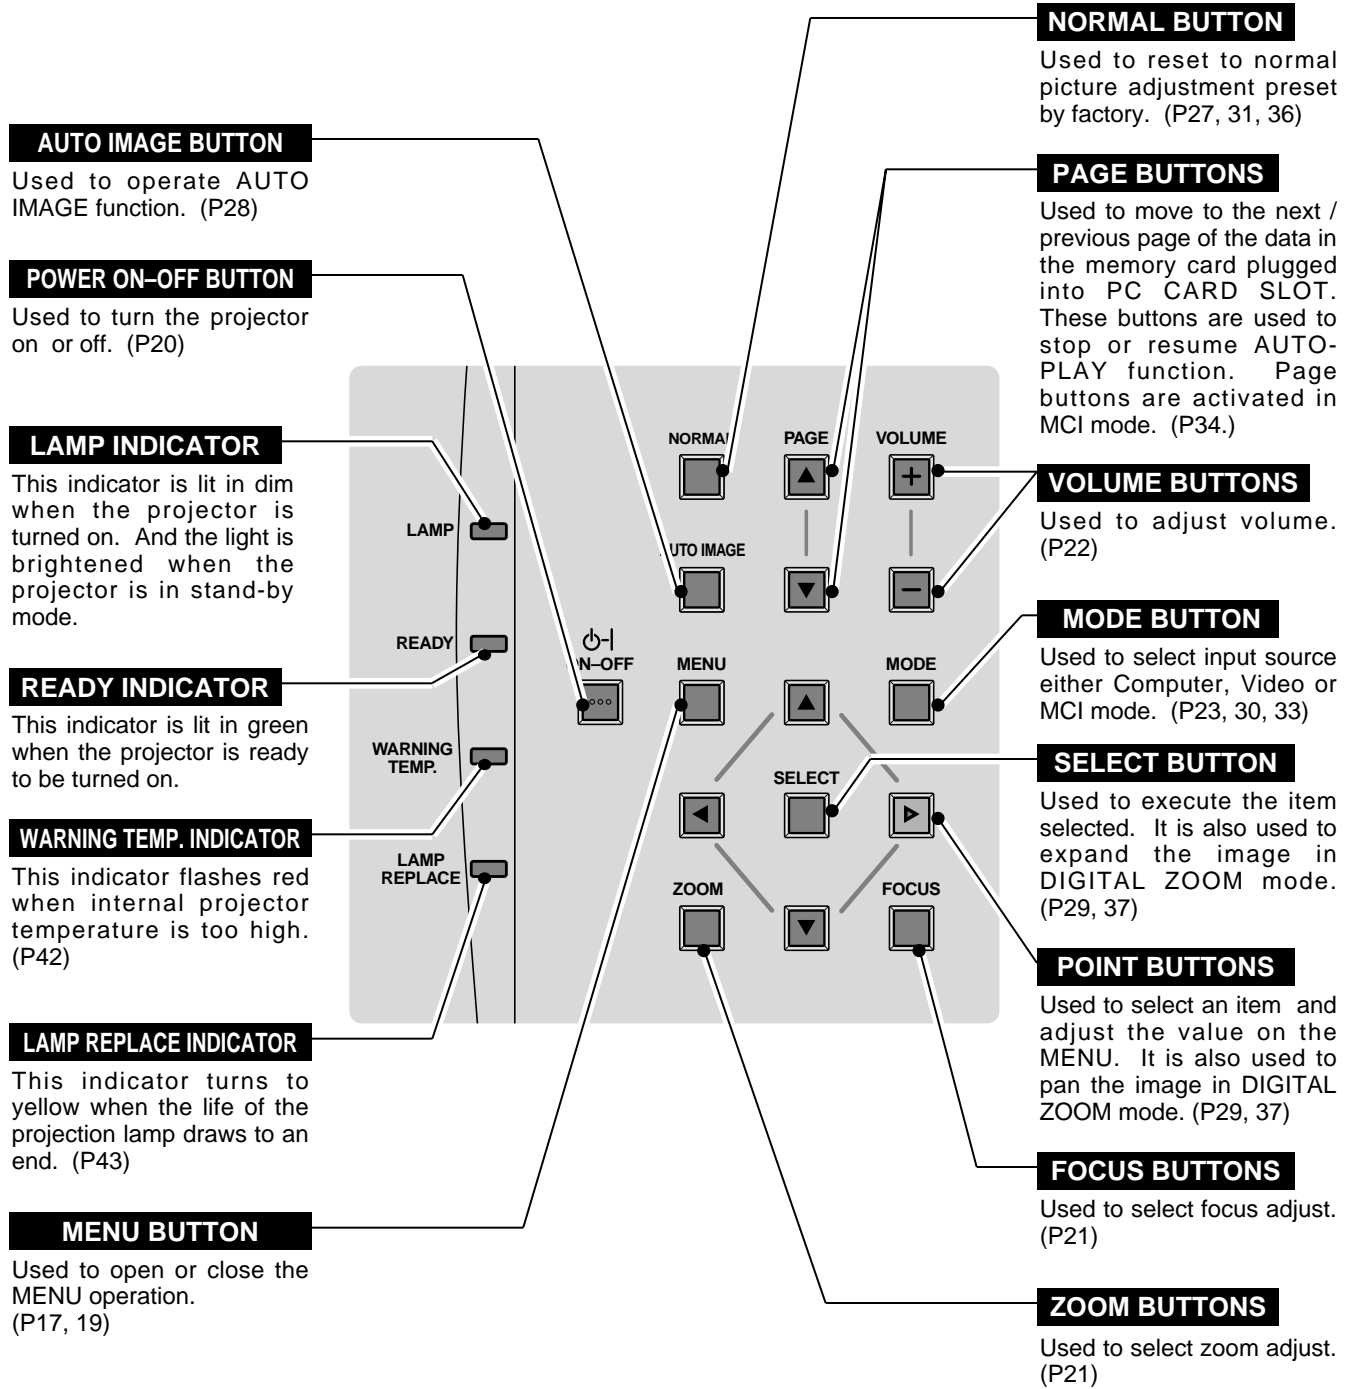 NORMAL BUTTON
Used to reset to normal
picture adjustment preset
by factory. (P27, 31, 36)
AUTO IMAGE BUTTON
Used to operate AUTO
IMAGE function. (P28)
PAGE BUTTONS
Used to move to the next /
previous page of the data in
the memory card plugged
into PC CARD SLOT.
These buttons are used to
stop or resume AUTO-
PLAY function. Page
buttons are activated in
MCI mode. (P34.)
POWER ON–OFF BUTTON
Used to turn the projector
on or off. (P20)
LAMP INDICATOR
This indicator is lit in dim
when the projector is
turned on. And the light is
brightened when the
projector is in stand-by
mode.
VOLUME BUTTONS
Used to adjust volume.
(P22)
MODE BUTTON
Used to select input source
either Computer, Video or
MCI mode. (P23, 30, 33)
READY INDICATOR
This indicator is lit in green
when the projector is ready
to be turned on.
SELECT BUTTON
Used to execute the item
selected. It is also used to
expand the image in
DIGITAL ZOOM mode.
(P29, 37)
WARNING TEMP. INDICATOR
This indicator flashes red
when internal projector
temperature is too high.
(P42)
POINT BUTTONS
Used to select an item and
adjust the value on the
MENU. It is also used to
pan the image in DIGITAL
ZOOM mode. (P29, 37)
LAMP REPLACE INDICATOR
This indicator turns to
yellow when the life of the
projection lamp draws to an
end. (P43)
FOCUS BUTTONS
Used to select focus adjust.
(P21)
MENU BUTTON
Used to open or close the
MENU operation.
(P17, 19)
ZOOM BUTTONS
Used to select zoom adjust.
(P21)
NORMAL PAGE VOLUME
LAMP
AUTO IMAGE
READY
ON–OFF MENU MODE
WARNING
TEMP.
SELECT
LAMP
REPLACE
ZOOM FOCUS